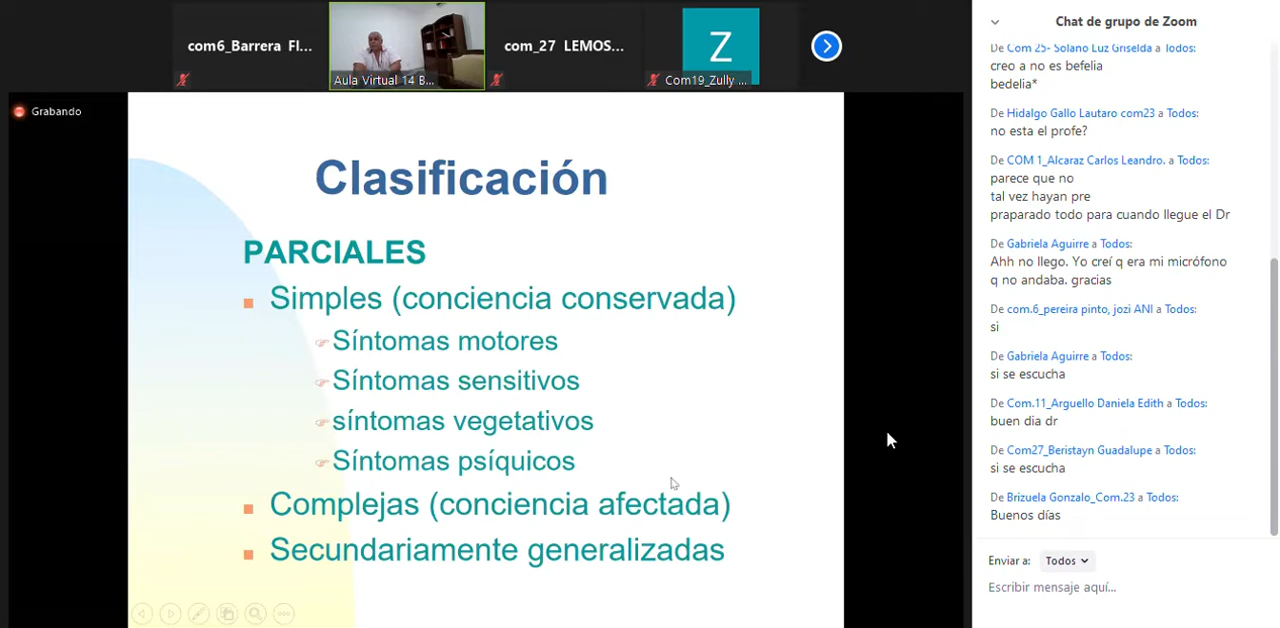 com6_Barrera FI...
Aula Virtual 14 B...
com_27 LEMOS...
Z
Com19_Zully ...
Grabando
Clasificación
PARCIALES
Simples (conciencia conservada)
Síntomas motores
Síntomas sensitivos
síntomas vegetativos
Síntomas psíquicos
Complejas (conciencia afectada)
Secundariamente generalizadas
Chat de grupo de Zoom
De Com 25- Solano Luz Griselda a Todos:
creo a no es befelia
bedelia*
De Hidalgo Gallo Lautaro com23 a Todos:
no esta el profe?
De COM 1_Alcaraz Carlos Leandro. a Todos:
parece que no
tal vez hayan pre
praparado todo para cuando llegue el Dr
De Gabriela Aguirre a Todos:
Ahh no llego. Yo creí q era mi micrófono
q no andaba. gracias
De com.6_pereira pinto, jozi ANI a Todos:
si
De Gabriela Aguirre a Todos:
si se escucha
De Com.11_Arguello Daniela Edith a Todos:
buen dia dr
De Com27_Beristayn Guadalupe a Todos:
si se escucha
De Brizuela Gonzalo_Com.23 a Todos:
Buenos días
Enviar a: Todos
Escribir mensaje aquí...